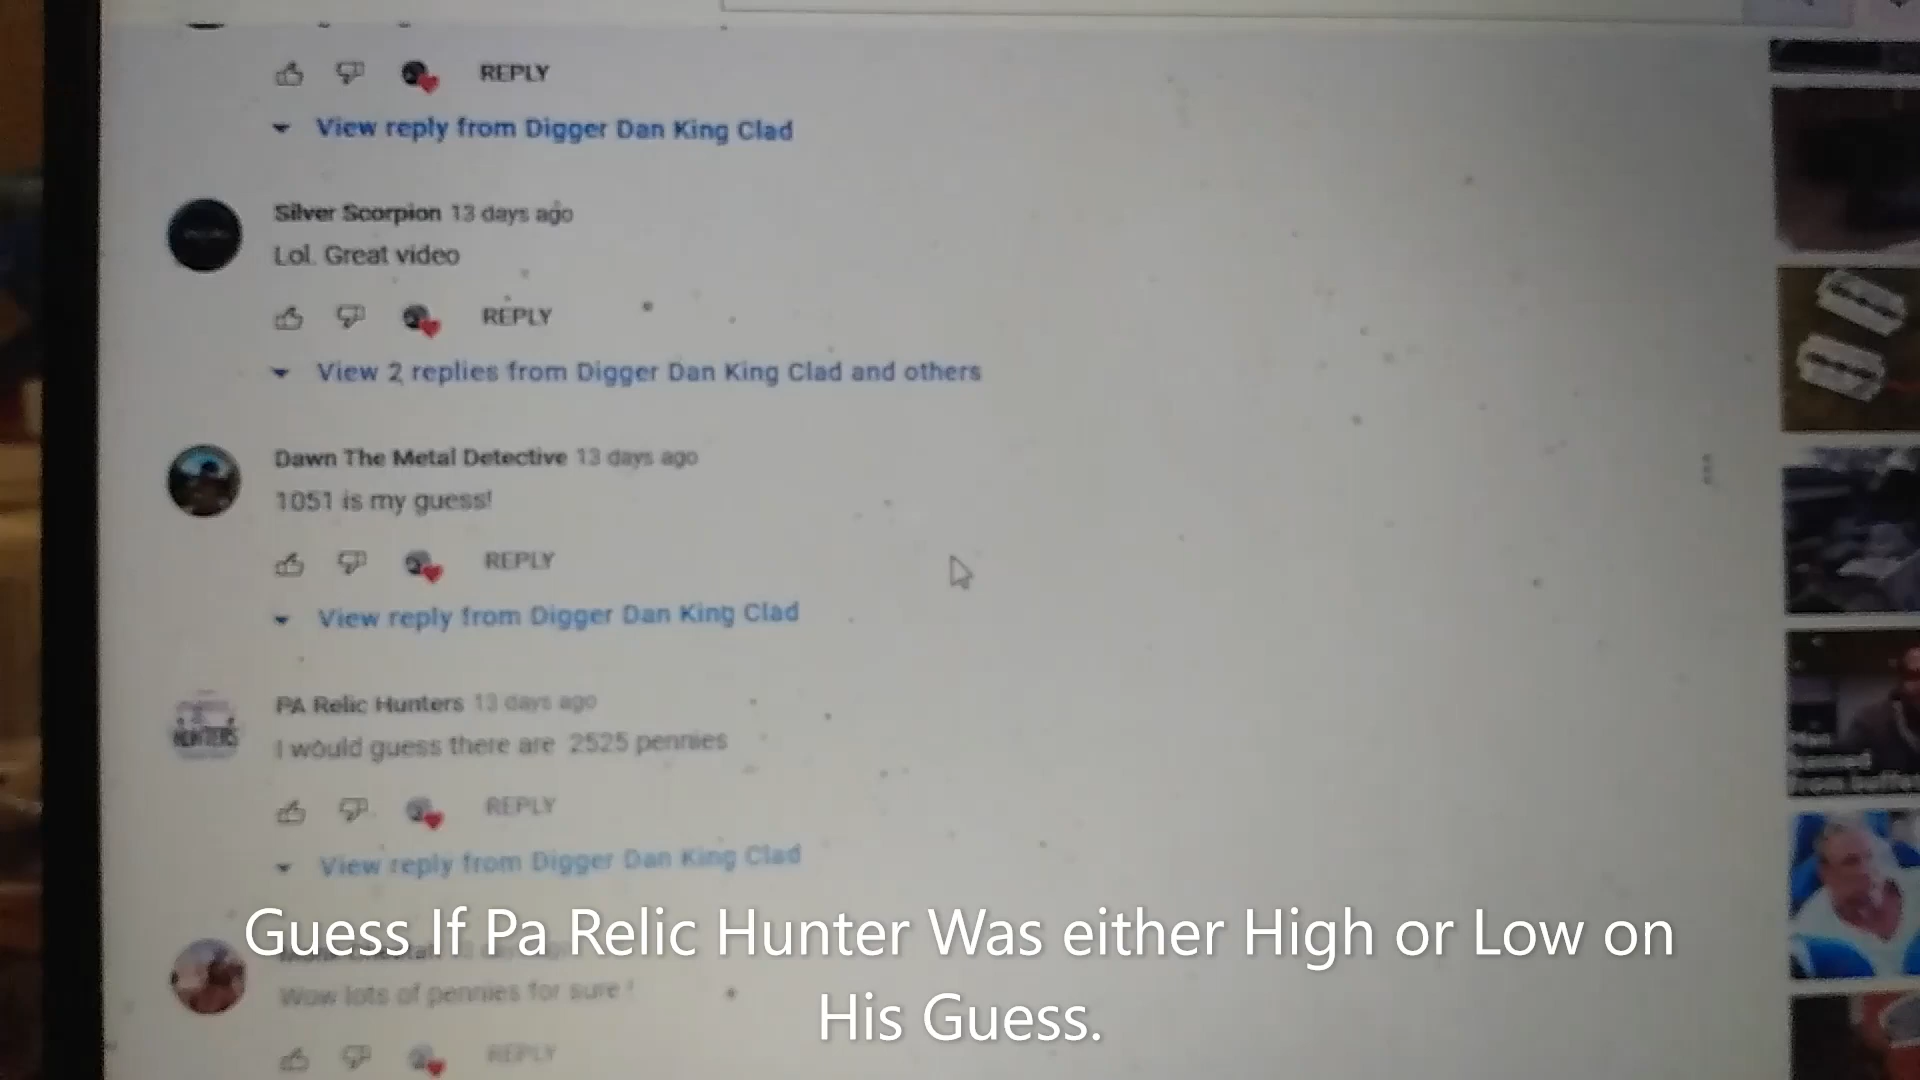 REPLY
View reply from Digger Dan King Clad
Silver Scorpion 13 days ago
Lol. Great video
REPLY
View 2 replies from Digger Dan King Clad and others
Dawn The Metal Detective 13 days ago
1051 is my guess!
REPLY
View reply from Digger Dan King Clad
PA Relic Hunters 13 days ago
HUNTERS
I would guess there are 2525 pennies
REPLY
View reply from Digger Dan King Clad
Guess If Pa Relic Hunter Was either High or Low on
Wow lots of pennies for sure !
His Guess.
REPLY